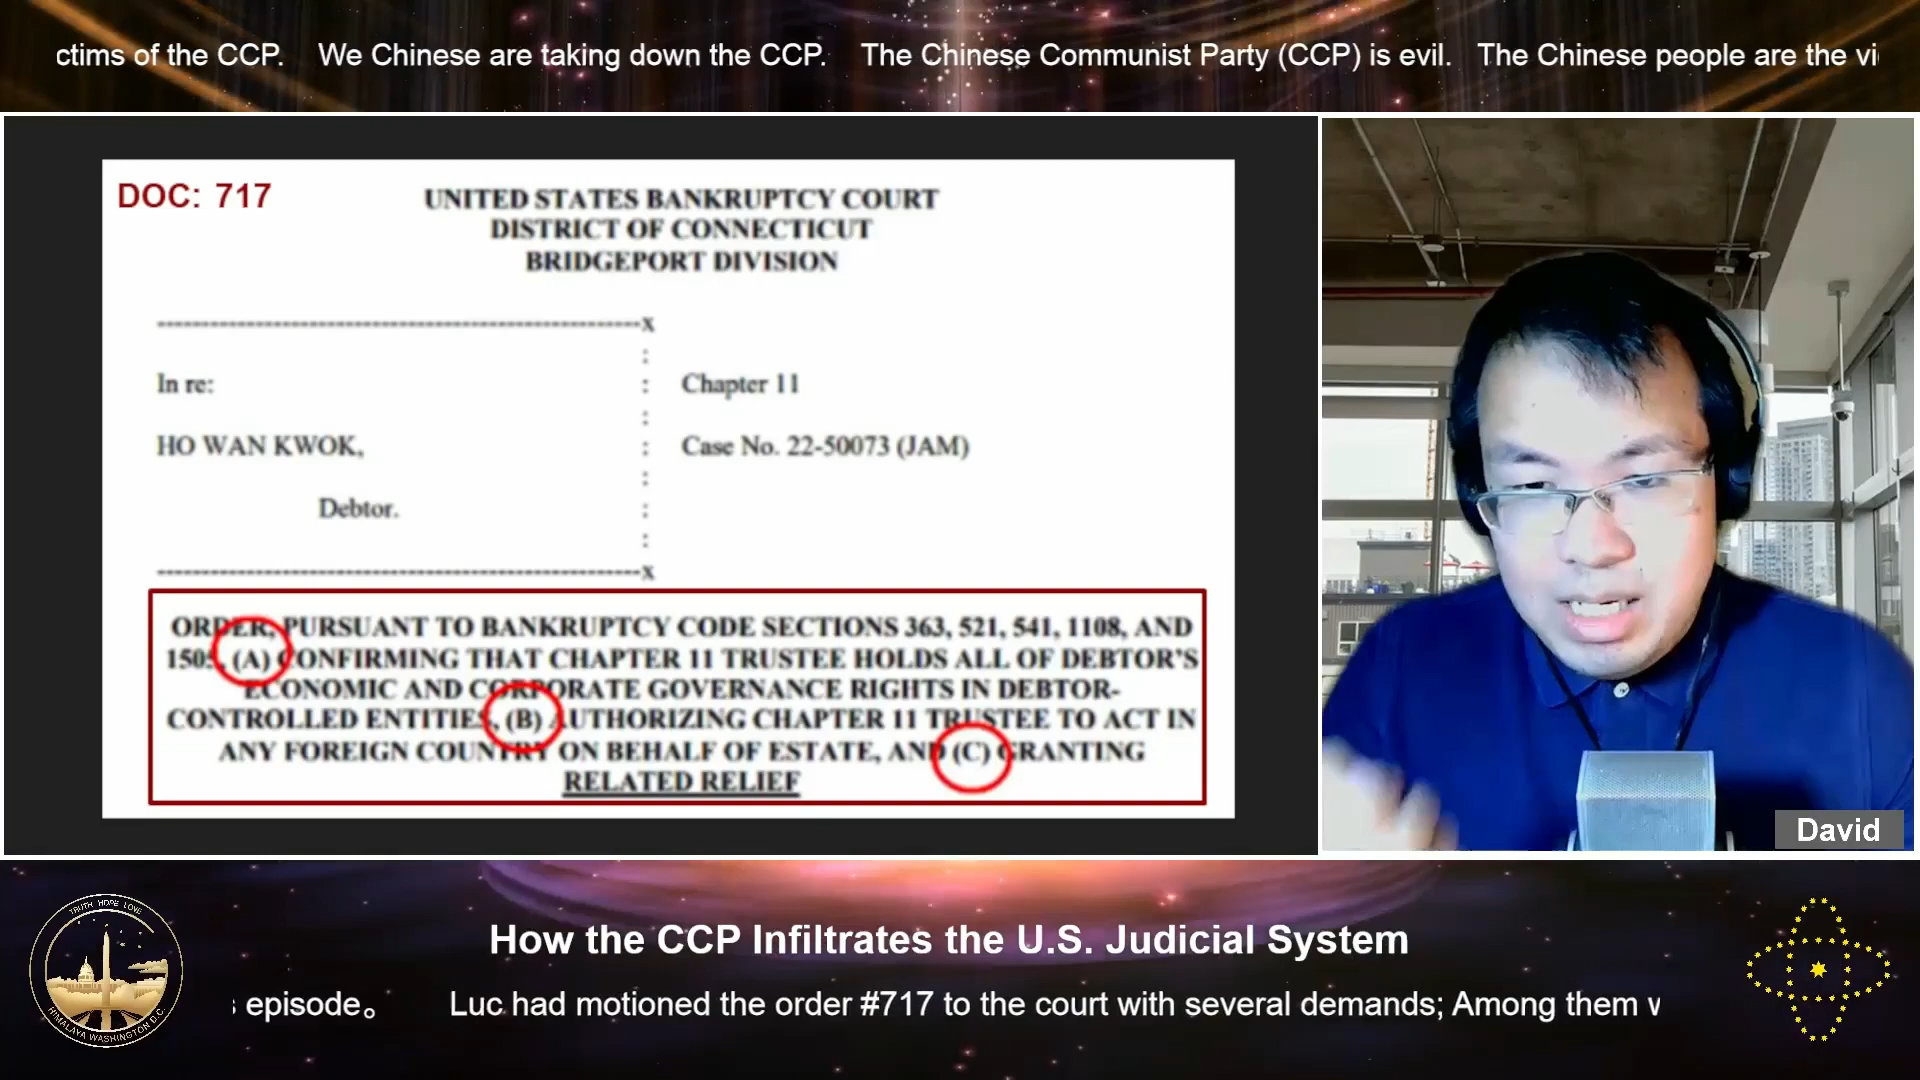 ctims of the CCP. We Chinese are taking down the CCP. The Chinese Communist Party (CCP) is evil. The Chinese people are the vi
DOC: 717
UNITED STATES BANKRUPTCY COURT
DISTRICT OF CONNECTICUT
BRIDGEPORT DIVISION
------------------------------------------------------------x
In re: : Chapter 11
HO WAN KWOK, : Case No. 22-50073 (JAM)
Debtor. :
------------------------------------------------------------x
ORDER, PURSUANT TO BANKRUPTCY CODE SECTIONS 363, 521, 541, 1108, AND
1505, (A) CONFIRMING THAT CHAPTER 11 TRUSTEE HOLDS ALL OF DEBTOR'S
ECONOMIC AND CORPORATE GOVERNANCE RIGHTS IN DEBTOR-
CONTROLLED ENTITIES, (B) AUTHORIZING CHAPTER 11 TRUSTEE TO ACT IN
ANY FOREIGN COUNTRY ON BEHALF OF ESTATE, AND (C) GRANTING
RELATED RELIEF
David
TRUTH HOPE LOVE
HIMALAYA WASHINGTON D.C.
How the CCP Infiltrates the U.S. Judicial System
s episode。 Luc had motioned the order #717 to the court with several demands; Among them w